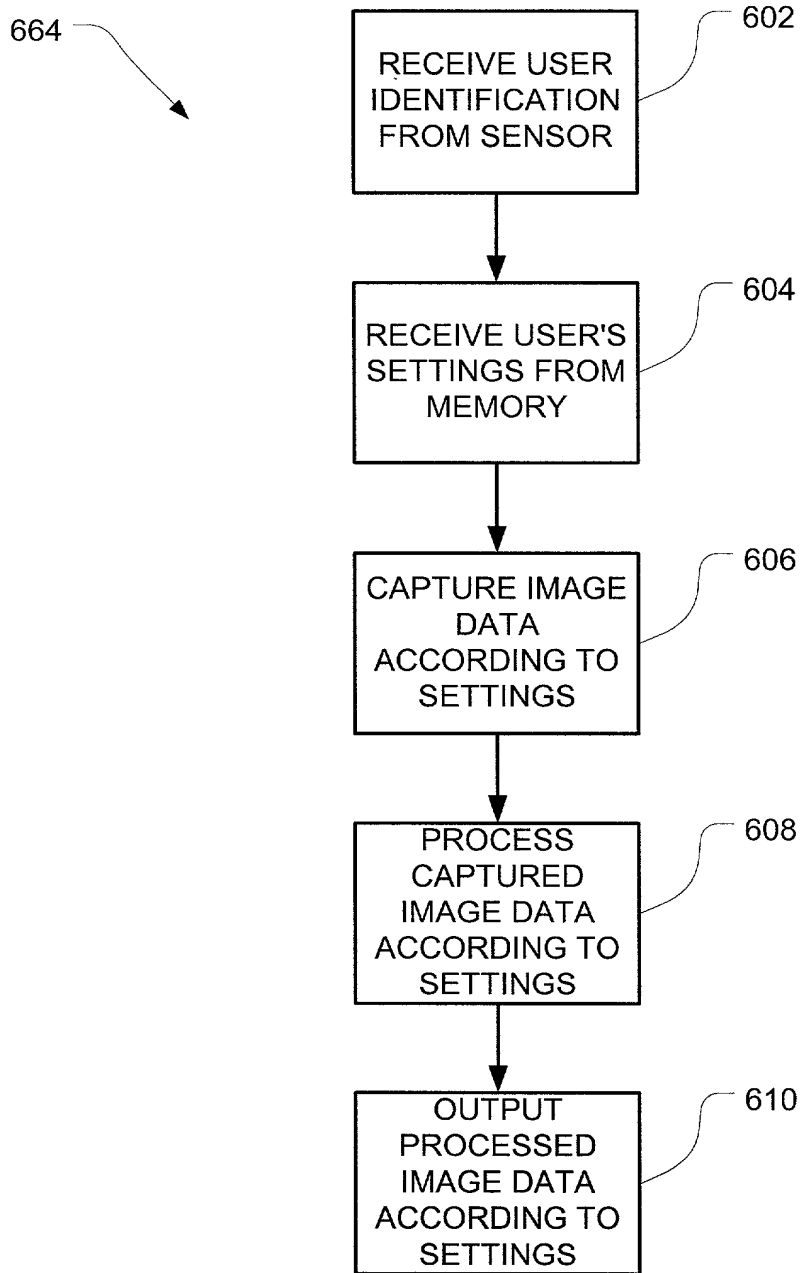 664
602
RECEIVE USER
IDENTIFICATION
FROM SENSOR
604
RECEIVE USER'S
SETTINGS FROM
MEMORY
606
CAPTURE IMAGE
DATA
ACCORDING TO
SETTINGS
608
PROCESS
CAPTURED
IMAGE DATA
ACCORDING TO
SETTINGS
610
OUTPUT
PROCESSED
IMAGE DATA
ACCORDING TO
SETTINGS